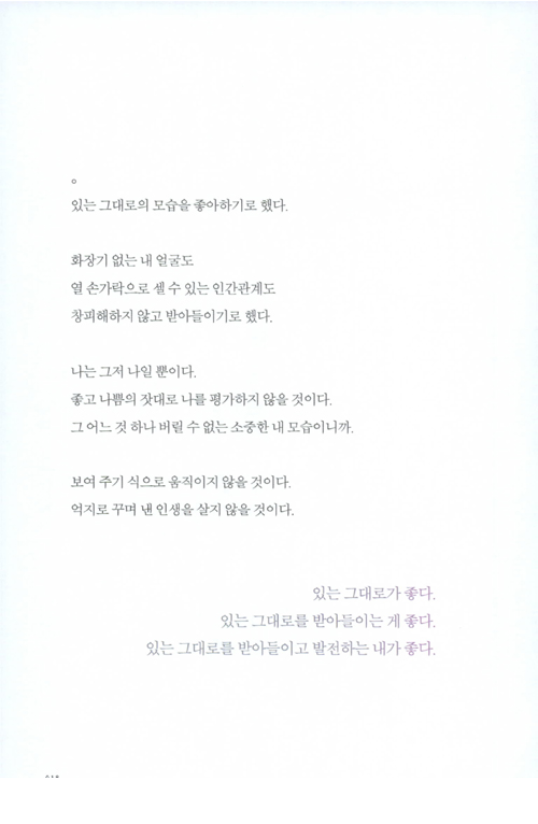 있는 그대로의 모습을 좋아하기로 했다.
화장기 없는 내 얼굴도
열 손가락으로 셀 수 있는 인간관계도
창피해하지 않고 받아들이기로 했다.
나는 그저 나일 뿐이다.
좋고 나쁨의 잣대로 나를 평가하지 않을 것이다.
그 어느 것 하나 버릴 수 없는 소중한 내 모습이니까.
보여 주기 식으로 움직이지 않을 것이다.
억지로 꾸며 낸 인생을 살지 않을 것이다.
있는 그대로가 좋다.
있는 그대로를 받아들이는 게 좋다.
있는 그대로를 받아들이고 발전하는 내가 좋다.